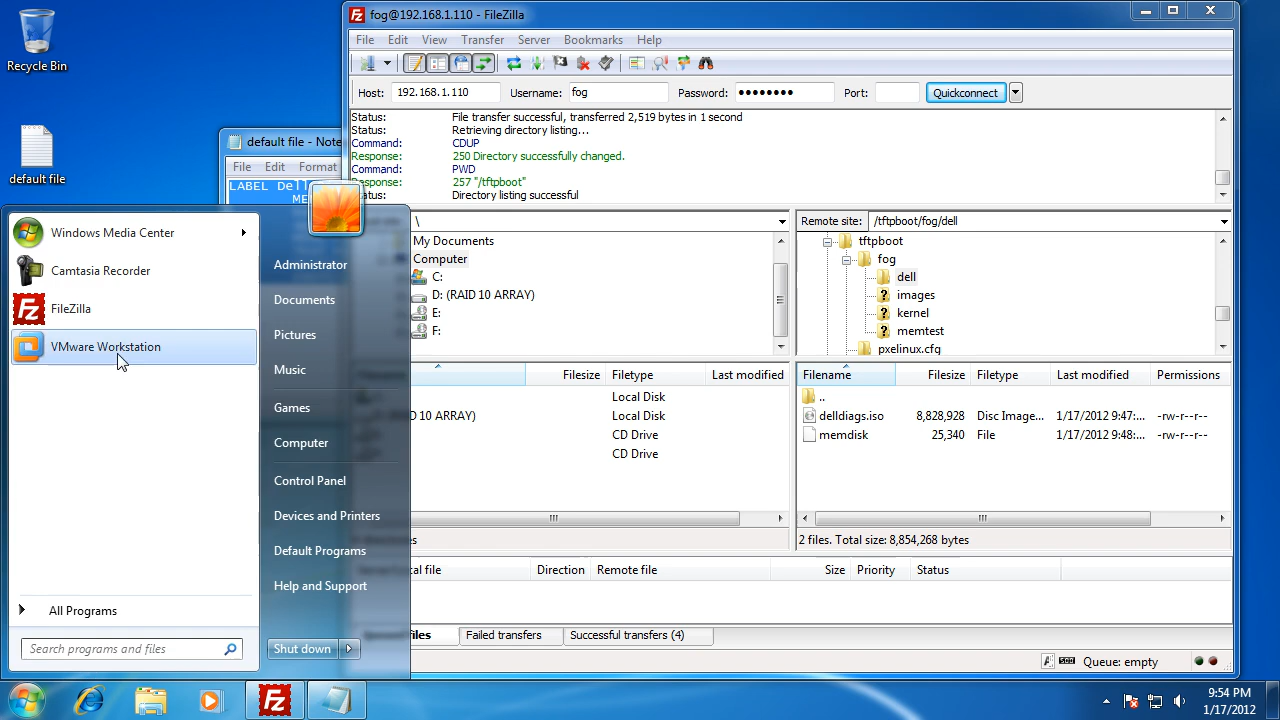 Recycle Bin
default file
default file - Note
File Edit Format
LABEL Dell
ME
fog@192.168.1.110 - FileZilla
File Edit View Transfer Server Bookmarks Help
Host: 192.168.1.110 Username: fog Password: ●●●●●●●● Port: Quickconnect
Status: File transfer successful, transferred 2,519 bytes in 1 second
Status: Retrieving directory listing...
Command: CDUP
Response: 250 Directory successfully changed.
Command: PWD
Response: 257 "/tftpboot"
Status: Directory listing successful
\
My Documents
Computer
C:
D: (RAID 10 ARRAY)
E:
F:
Remote site: /tftpboot/fog/dell
tftpboot
fog
dell
images
kernel
memtest
pxelinux.cfg
Filesize Filetype Last modified
Local Disk
D 10 ARRAY) Local Disk
CD Drive
CD Drive
Filename Filesize Filetype Last modified Permissions
..
delldiags.iso 8,828,928 Disc Image... 1/17/2012 9:47:... -rw-r--r--
memdisk 25,340 File 1/17/2012 9:48:... -rw-r--r--
2 files. Total size: 8,854,268 bytes
Direction Remote file Size Priority Status
files Failed transfers Successful transfers (4)
Queue: empty
Windows Media Center
Camtasia Recorder
FileZilla
VMware Workstation
All Programs
Search programs and files
Administrator
Documents
Pictures
Music
Games
Computer
Control Panel
Devices and Printers
Default Programs
Help and Support
Shut down
9:54 PM
1/17/2012